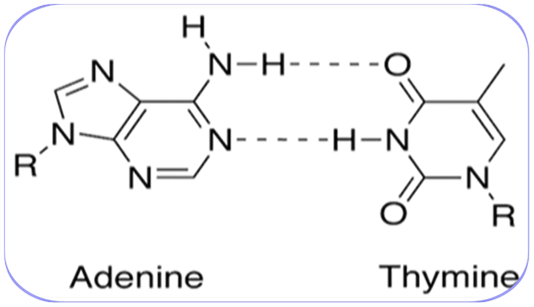 H
N
N H O
N N H N
R N O N R
Adenine Thymine